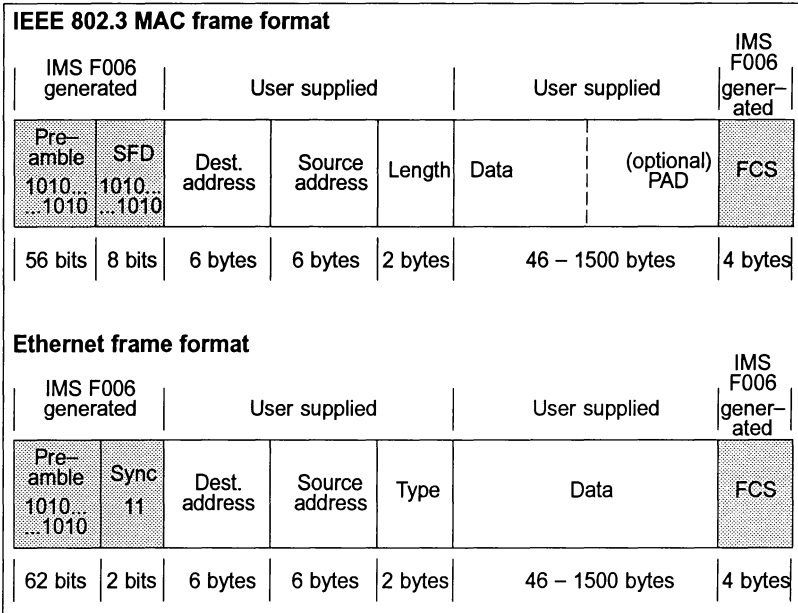 IEEE 802.3 MAC frame format
IMS F006
generated
User supplied
User supplied
IMS
F006
gener–
ated
Pre–
amble
1010...
...1010
SFD
1010...
...1010
Dest.
address
Source
address
Length
Data
(optional)
PAD
FCS
56 bits
8 bits
6 bytes
6 bytes
2 bytes
46 – 1500 bytes
4 bytes
Ethernet frame format
IMS F006
generated
User supplied
User supplied
IMS
F006
gener–
ated
Pre–
amble
1010...
...1010
Sync
11
Dest.
address
Source
address
Type
Data
FCS
62 bits
2 bits
6 bytes
6 bytes
2 bytes
46 – 1500 bytes
4 bytes